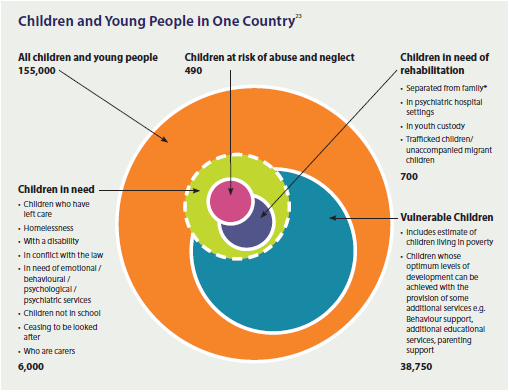 Children and Young People in One Country²³
All children and young people
155,000
Children at risk of abuse and neglect
490
Children in need of
rehabilitation
• Separated from family*
• In psychiatric hospital
settings
• In youth custody
• Trafficked children/
unaccompanied migrant
children
700
Children in need
• Children who have
left care
• Homelessness
• With a disability
• In conflict with the law
• In need of emotional /
behavioural /
psychological /
psychiatric services
• Children not in school
• Ceasing to be looked
after
• Who are carers
6,000
Vulnerable Children
• Includes estimate of
children living in poverty
• Children whose
optimum levels of
development can be
achieved with the
provision of some
additional services e.g.
Behaviour support,
additional educational
services, parenting
support
38,750